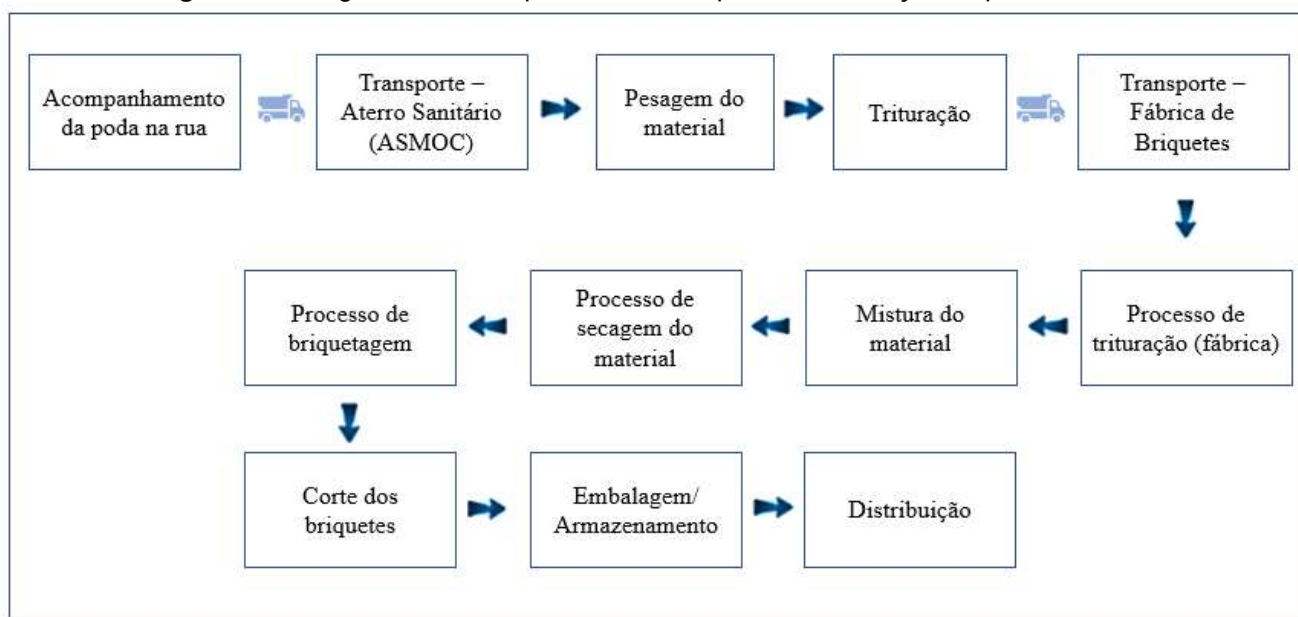 Acompanhamento
da poda na rua
Transporte –
Aterro Sanitário
(ASMOC)
Pesagem do
material
Trituração
Transporte –
Fábrica de
Briquetes
Processo de
trituração (fábrica)
Mistura do
material
Processo de
secagem do
material
Processo de
briquetagem
Corte dos
briquetes
Embalagem/
Armazenamento
Distribuição